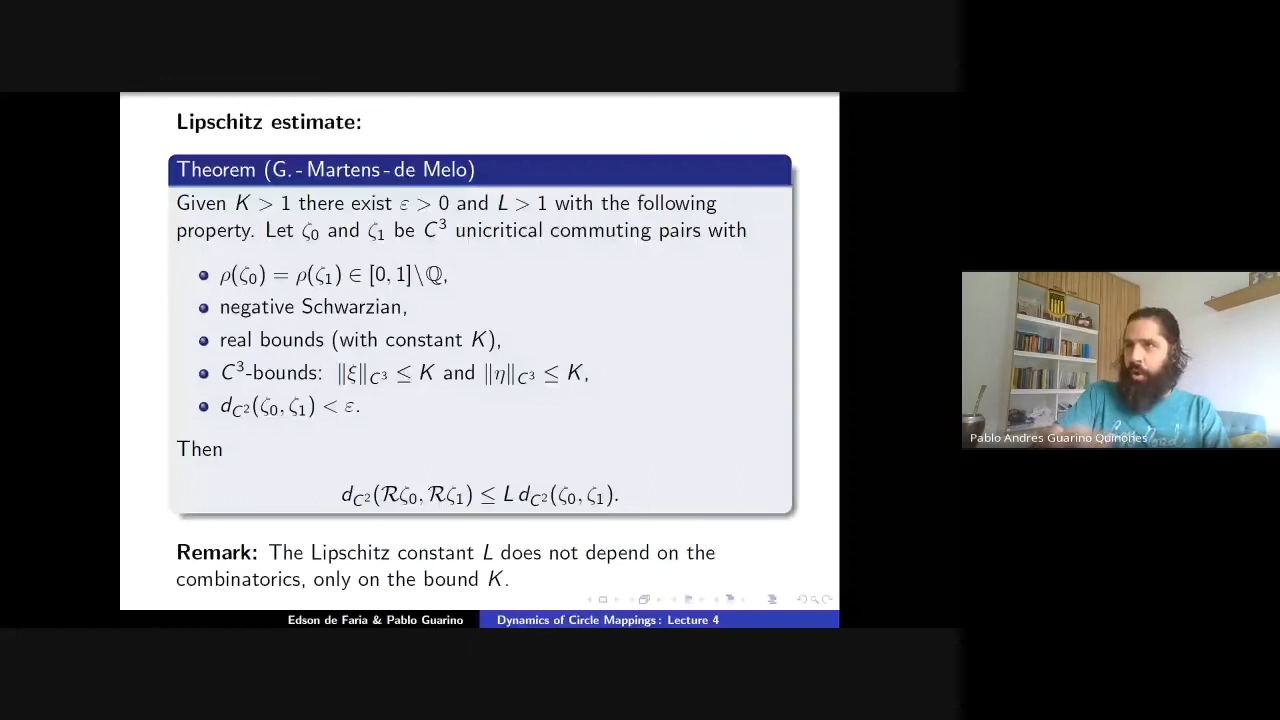 Lipschitz estimate:
Theorem (G. - Martens - de Melo)
Given K > 1 there exist ε > 0 and L > 1 with the following
property. Let ζ₀ and ζ₁ be C³ unicritical commuting pairs with
ρ(ζ₀) = ρ(ζ₁) ∈ [0, 1]\ℚ,
negative Schwarzian,
real bounds (with constant K),
C³-bounds: ‖ξ‖_{C³} ≤ K and ‖η‖_{C³} ≤ K,
d_{C²}(ζ₀, ζ₁) < ε.
Then
d_{C²}(ℛζ₀, ℛζ₁) ≤ L d_{C²}(ζ₀, ζ₁).
Remark: The Lipschitz constant L does not depend on the
combinatorics, only on the bound K.
Edson de Faria & Pablo Guarino
Dynamics of Circle Mappings: Lecture 4
Pablo Andres Guarino Quinones